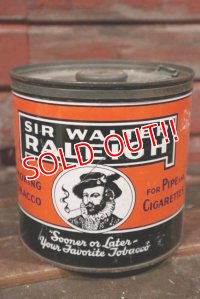 SIR WALTER
RALEIGH
SOLD OUT!!
SMOKING
TOBACCO
FOR PIPE AND
CIGARETTES
"Sooner or Later-
Your Favorite Tobacco"